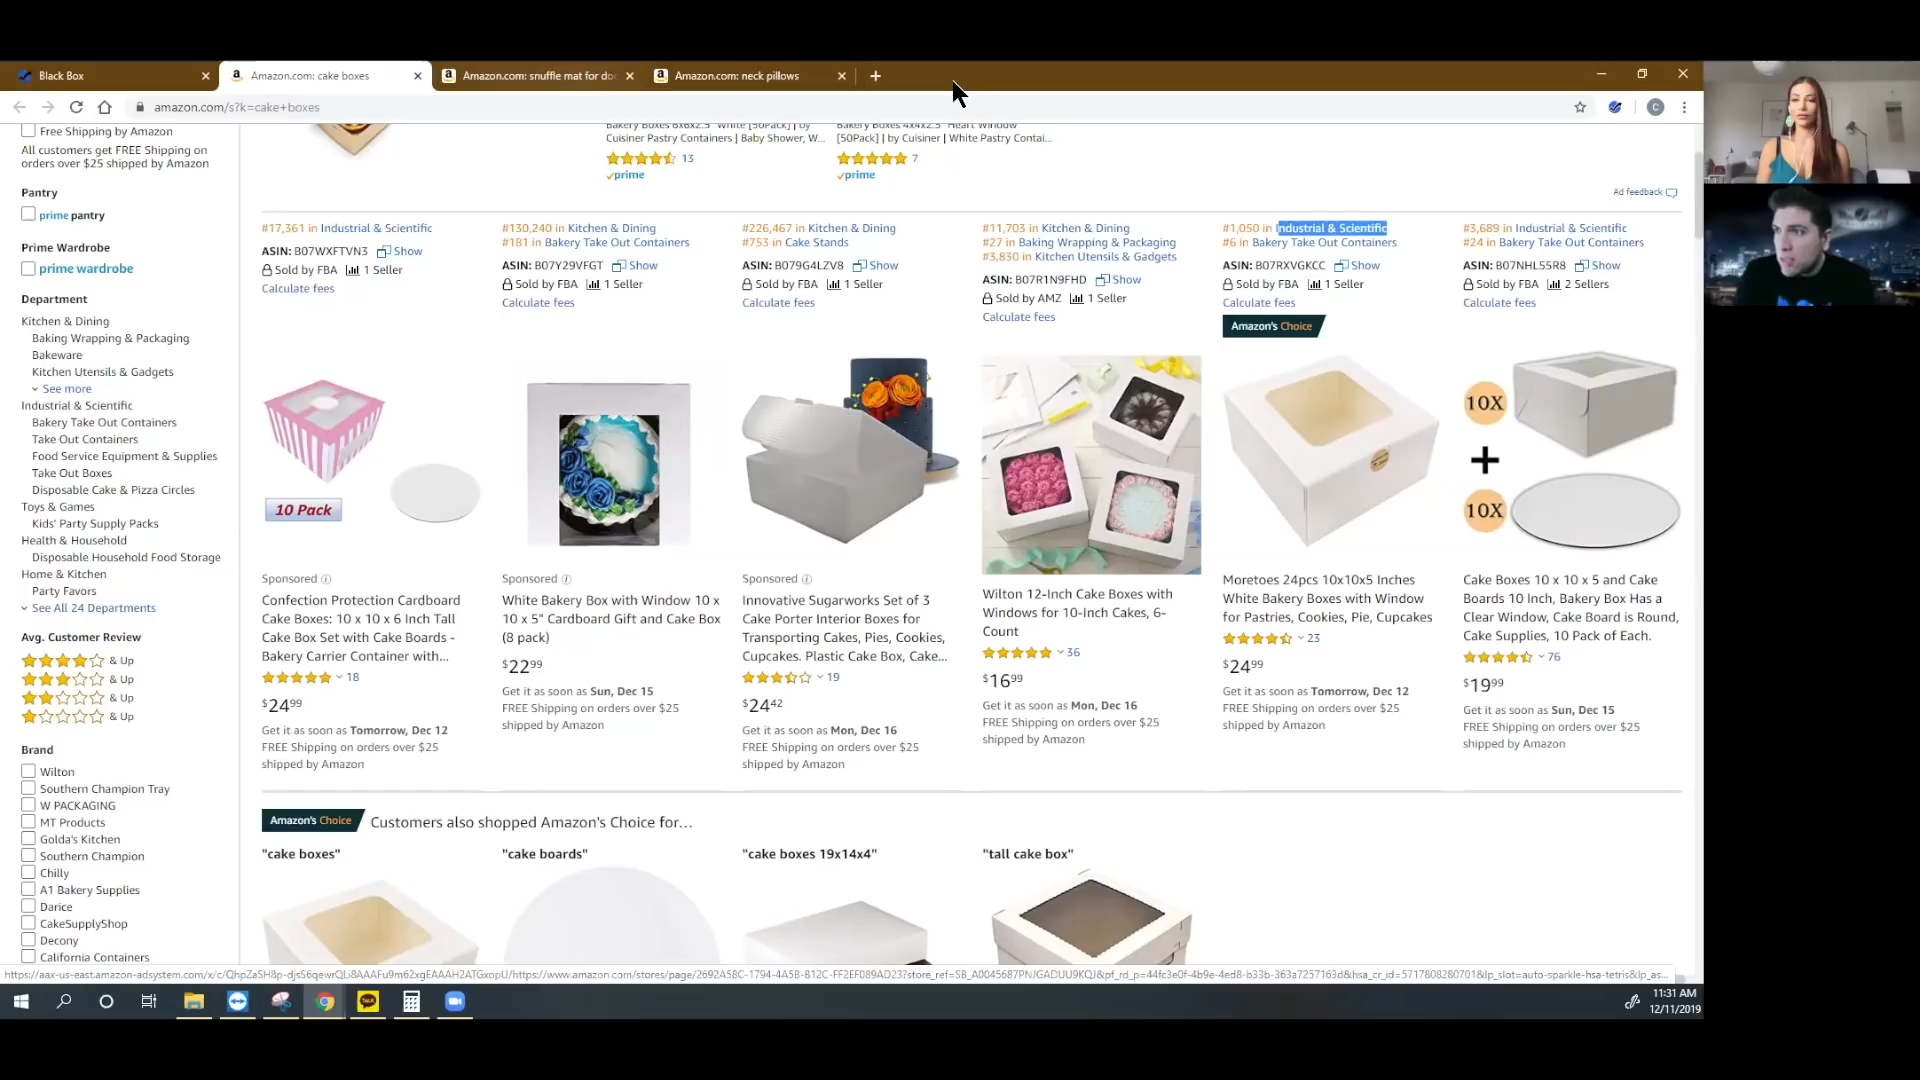 Black Box
Amazon.com: cake boxes
Amazon.com: snuffle mat for do
Amazon.com: neck pillows
amazon.com/s?k=cake+boxes
Free Shipping by Amazon
All customers get FREE Shipping on
orders over $25 shipped by Amazon
Pantry
prime pantry
Prime Wardrobe
prime wardrobe
Department
Kitchen & Dining
Baking Wrapping & Packaging
Bakeware
Kitchen Utensils & Gadgets
See more
Industrial & Scientific
Bakery Take Out Containers
Take Out Containers
Food Service Equipment & Supplies
Take Out Boxes
Disposable Cake & Pizza Circles
Toys & Games
Kids' Party Supply Packs
Health & Household
Disposable Household Food Storage
Home & Kitchen
Party Favors
See All 24 Departments
Avg. Customer Review
& Up
& Up
& Up
& Up
Brand
Wilton
Southern Champion Tray
W PACKAGING
MT Products
Golda's Kitchen
Southern Champion
Chilly
A1 Bakery Supplies
Darice
CakeSupplyShop
Decony
California Containers
Bakery Boxes 6x6x2.5" White [50Pack] | by
Cuisiner Pastry Containers | Baby Shower, W...
13
prime
Bakery Boxes 4x4x2.5" Heart Window
[50Pack] | by Cuisiner | White Pastry Contai...
7
prime
Ad feedback
#17,361 in Industrial & Scientific
ASIN: B07WXFTVN3 Show
Sold by FBA 1 Seller
Calculate fees
10 Pack
Sponsored
Confection Protection Cardboard
Cake Boxes: 10 x 10 x 6 Inch Tall
Cake Box Set with Cake Boards -
Bakery Carrier Container with...
18
$24 99
Get it as soon as Tomorrow, Dec 12
FREE Shipping on orders over $25
shipped by Amazon
#130,240 in Kitchen & Dining
#181 in Bakery Take Out Containers
ASIN: B07Y29VFGT Show
Sold by FBA 1 Seller
Calculate fees
Sponsored
White Bakery Box with Window 10 x
10 x 5" Cardboard Gift and Cake Box
(8 pack)
$22 99
Get it as soon as Sun, Dec 15
FREE Shipping on orders over $25
shipped by Amazon
#226,467 in Kitchen & Dining
#753 in Cake Stands
ASIN: B079G4LZV8 Show
Sold by FBA 1 Seller
Calculate fees
Sponsored
Innovative Sugarworks Set of 3
Cake Porter Interior Boxes for
Transporting Cakes, Pies, Cookies,
Cupcakes. Plastic Cake Box, Cake...
19
$24 42
Get it as soon as Mon, Dec 16
FREE Shipping on orders over $25
shipped by Amazon
#11,703 in Kitchen & Dining
#27 in Baking Wrapping & Packaging
#3,830 in Kitchen Utensils & Gadgets
ASIN: B07R1N9FHD Show
Sold by AMZ 1 Seller
Calculate fees
Wilton 12-Inch Cake Boxes with
Windows for 10-Inch Cakes, 6-
Count
36
$16 99
Get it as soon as Mon, Dec 16
FREE Shipping on orders over $25
shipped by Amazon
#1,050 in Industrial & Scientific
#6 in Bakery Take Out Containers
ASIN: B07RXVGKCC Show
Sold by FBA 1 Seller
Calculate fees
Amazon's Choice
Moretoes 24pcs 10x10x5 Inches
White Bakery Boxes with Window
for Pastries, Cookies, Pie, Cupcakes
23
$24 99
Get it as soon as Tomorrow, Dec 12
FREE Shipping on orders over $25
shipped by Amazon
#3,689 in Industrial & Scientific
#24 in Bakery Take Out Containers
ASIN: B07NHL55R8 Show
Sold by FBA 2 Sellers
Calculate fees
10X
+
10X
Cake Boxes 10 x 10 x 5 and Cake
Boards 10 Inch, Bakery Box Has a
Clear Window, Cake Board is Round,
Cake Supplies, 10 Pack of Each.
76
$19 99
Get it as soon as Sun, Dec 15
FREE Shipping on orders over $25
shipped by Amazon
Amazon's Choice Customers also shopped Amazon's Choice for...
"cake boxes"
"cake boards"
"cake boxes 19x14x4"
"tall cake box"
11:31 AM
12/11/2019